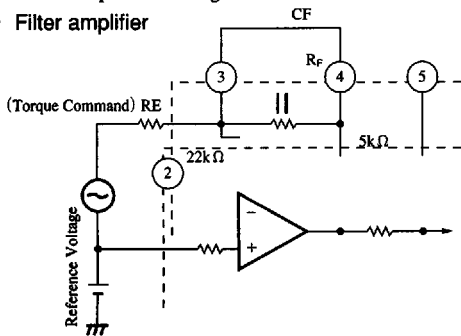 Filter amplifier
CF
RF
3
4
5
(Torque Command) RE
22kΩ
5kΩ
2
−
+
Reference Voltage